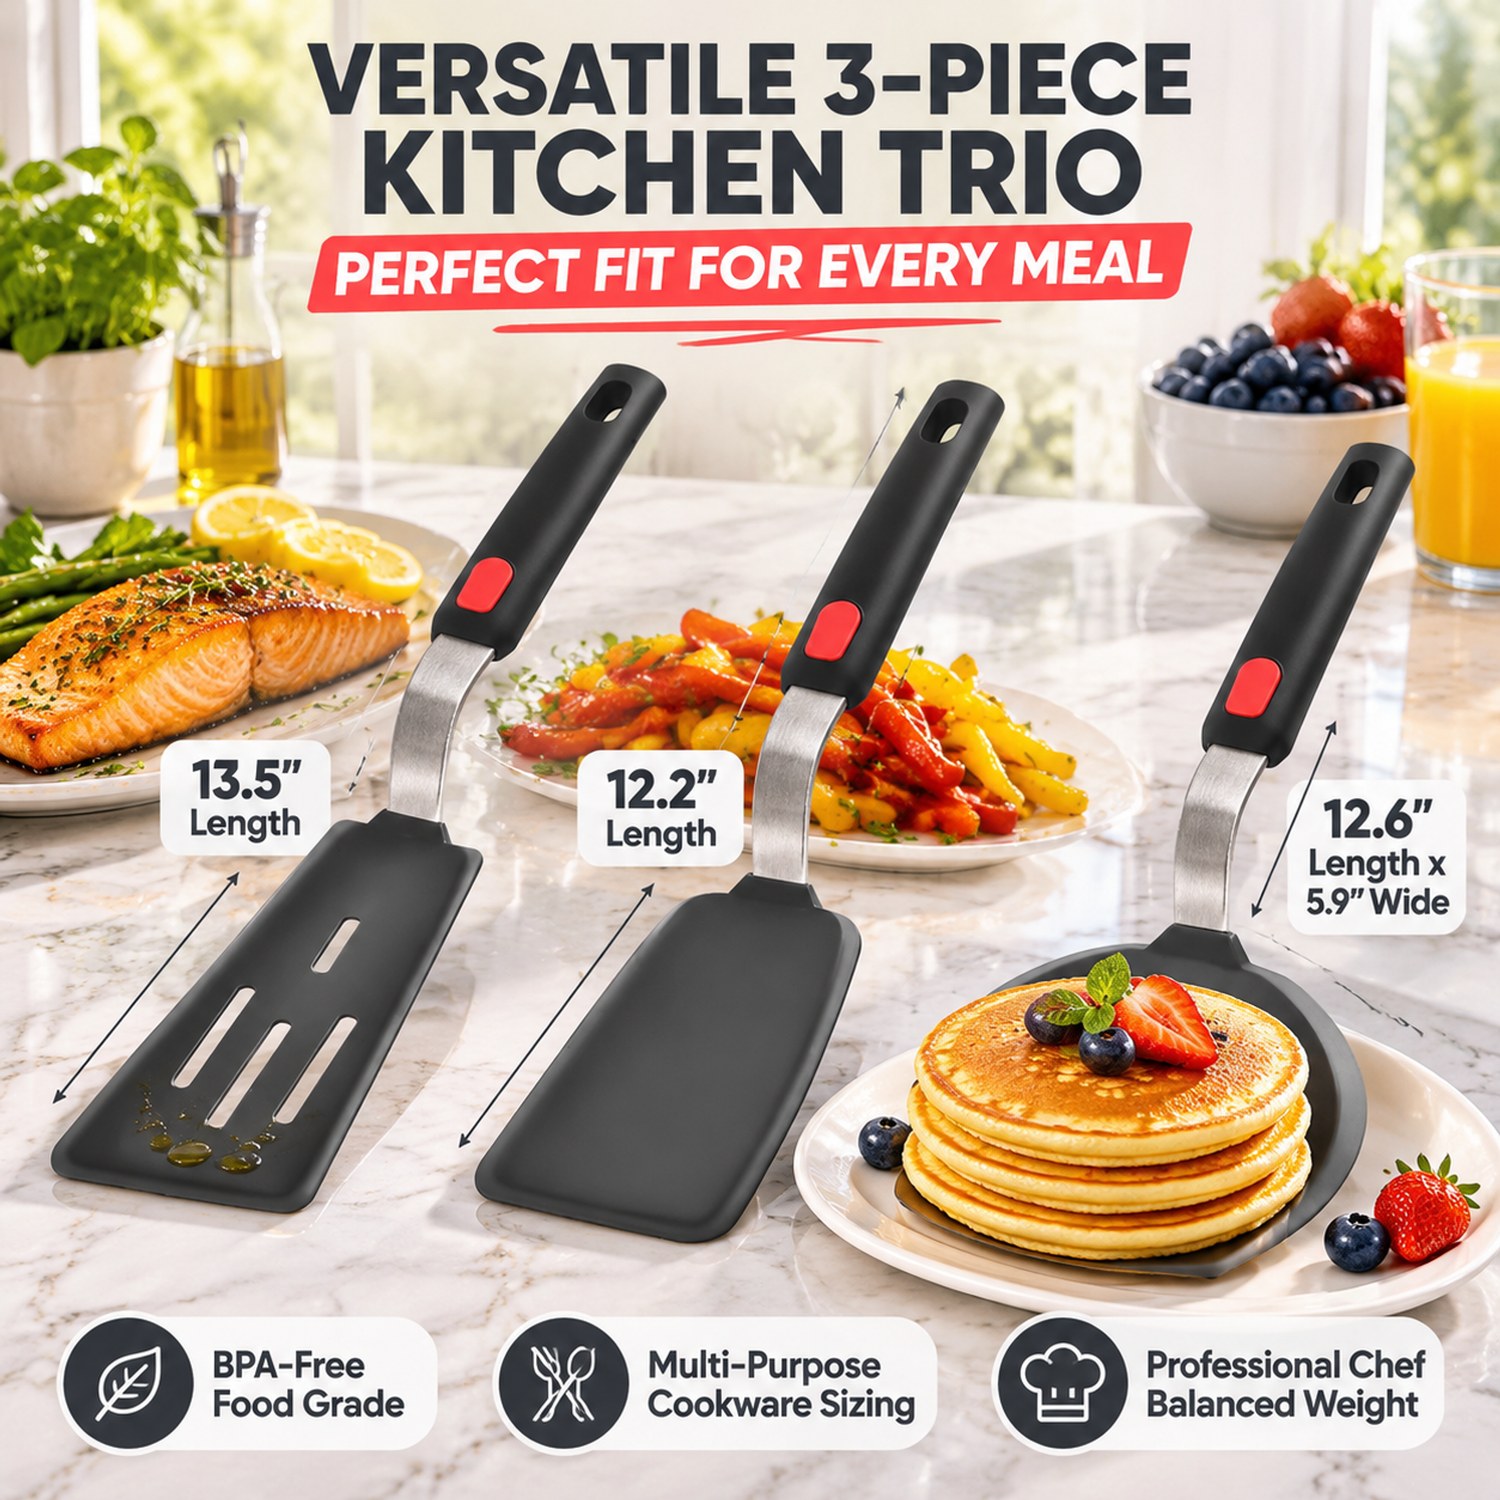 VERSATILE 3-PIECE
KITCHEN TRIO
PERFECT FIT FOR EVERY MEAL
13.5"
Length
12.2"
Length
12.6"
Length x
5.9" Wide
BPA-Free
Food Grade
Multi-Purpose
Cookware Sizing
Professional Chef
Balanced Weight